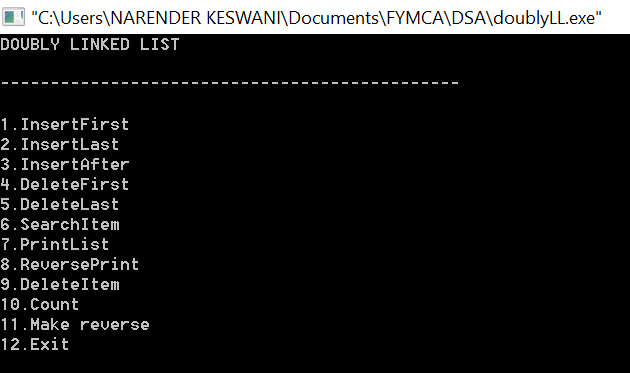 "C:\Users\NARENDER KESWANI\Documents\FYMCA\DSA\doublyLL.exe"
DOUBLY LINKED LIST
----------------------------------------------
1.InsertFirst
2.InsertLast
3.InsertAfter
4.DeleteFirst
5.DeleteLast
6.SearchItem
7.PrintList
8.ReversePrint
9.DeleteItem
10.Count
11.Make reverse
12.Exit